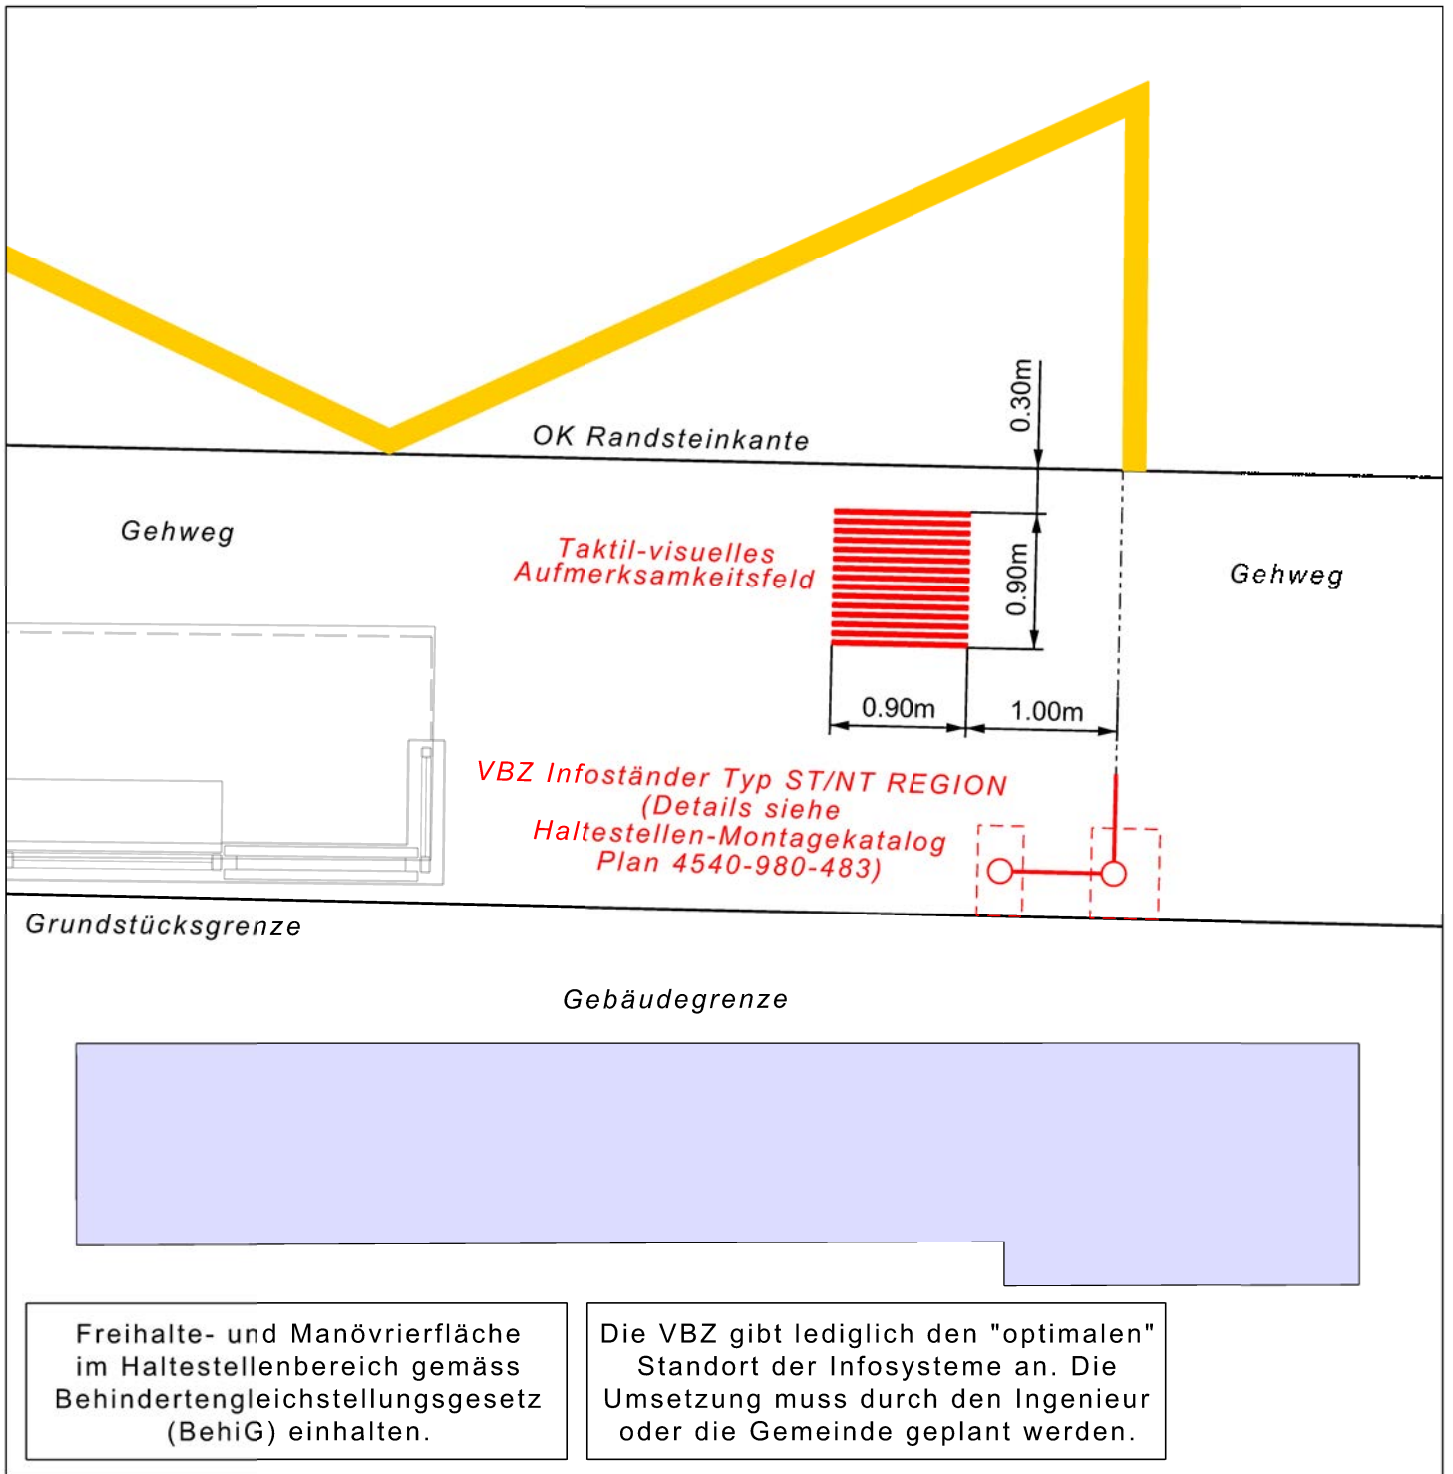 0.30m
OK Randsteinkante
Gehweg
Taktil-visuelles
Aufmerksamkeitsfeld
0.90m
Gehweg
0.90m
1.00m
VBZ Infoständer Typ ST/NT REGION
(Details siehe
Haltestellen-Montagekatalog
Plan 4540-980-483)
Grundstücksgrenze
Gebäudegrenze
Freihalte- und Manövrierfläche
im Haltestellenbereich gemäss
Behindertengleichstellungsgesetz
(BehiG) einhalten.
Die VBZ gibt lediglich den "optimalen"
Standort der Infosysteme an. Die
Umsetzung muss durch den Ingenieur
oder die Gemeinde geplant werden.